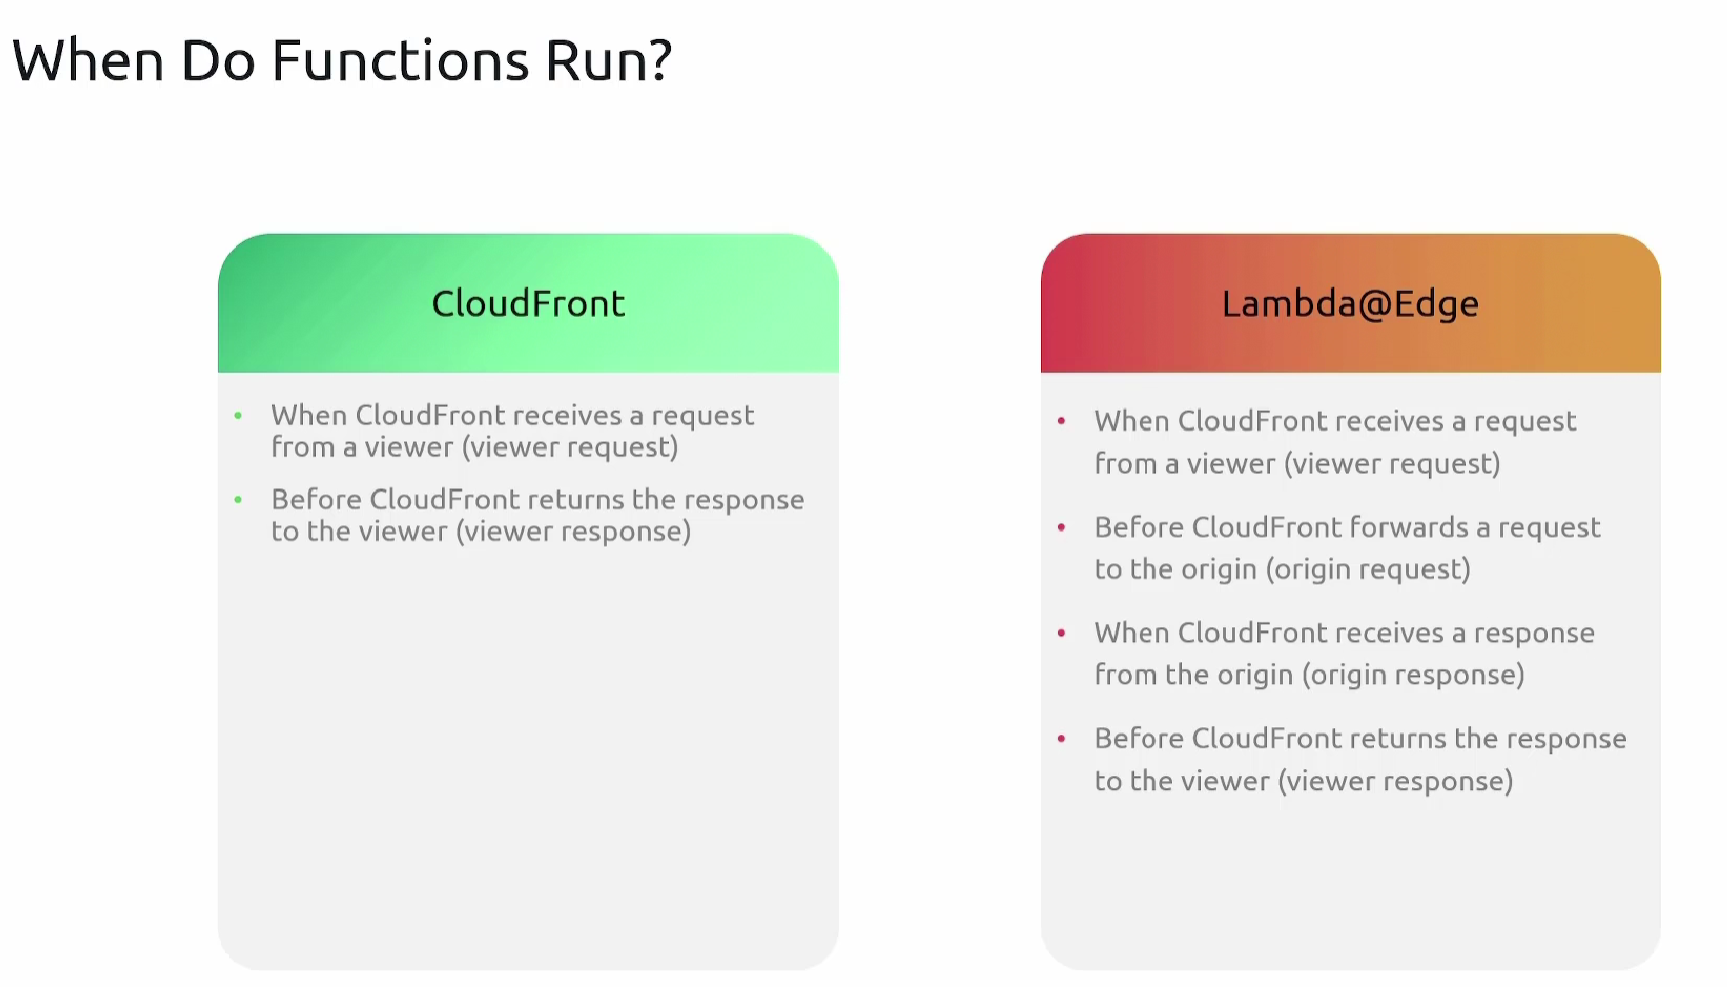 When Do Functions Run?
CloudFront
• When CloudFront receives a request
from a viewer (viewer request)
• Before CloudFront returns the response
to the viewer (viewer response)
Lambda@Edge
• When CloudFront receives a request
from a viewer (viewer request)
• Before CloudFront forwards a request
to the origin (origin request)
• When CloudFront receives a response
from the origin (origin response)
• Before CloudFront returns the response
to the viewer (viewer response)